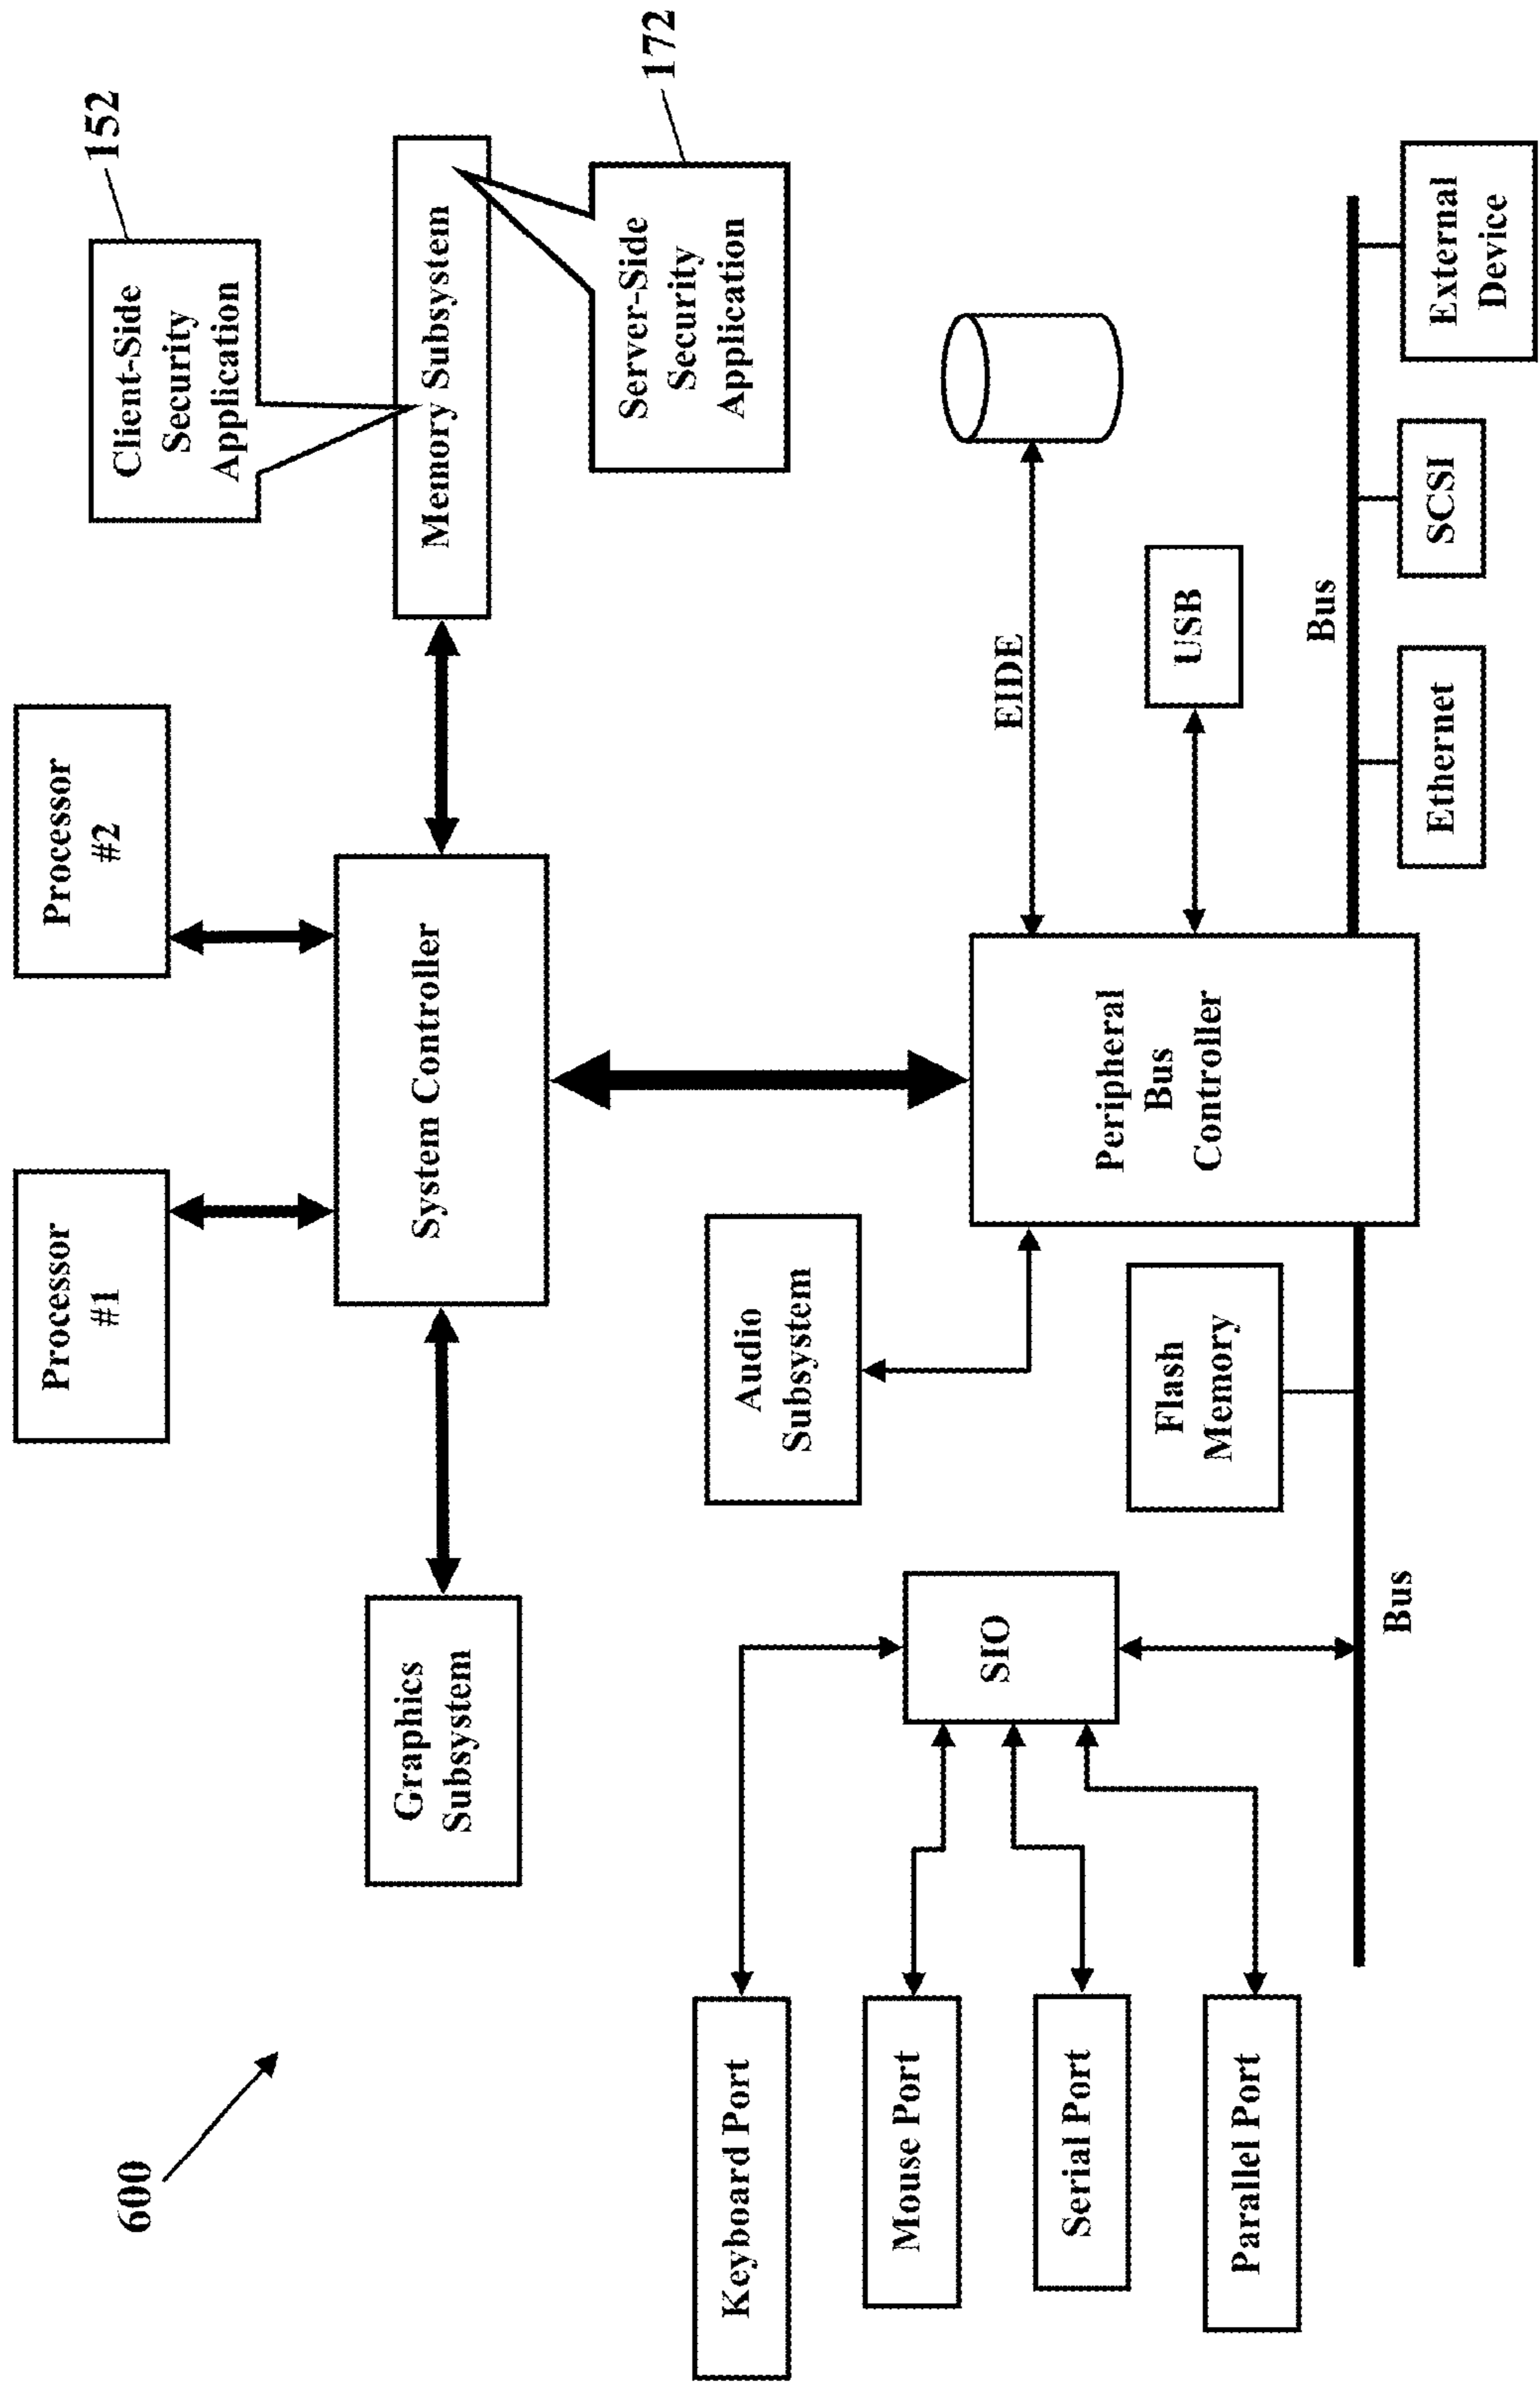 600
Processor
#1
Processor
#2
152
Client-Side
Security
Application
Graphics
Subsystem
System Controller
Memory Subsystem
172
Server-Side
Security
Application
Audio
Subsystem
Keyboard Port
Mouse Port
Serial Port
Parallel Port
SIO
Flash
Memory
Peripheral
Bus
Controller
EIDE
USB
Bus
Bus
Ethernet
SCSI
External
Device